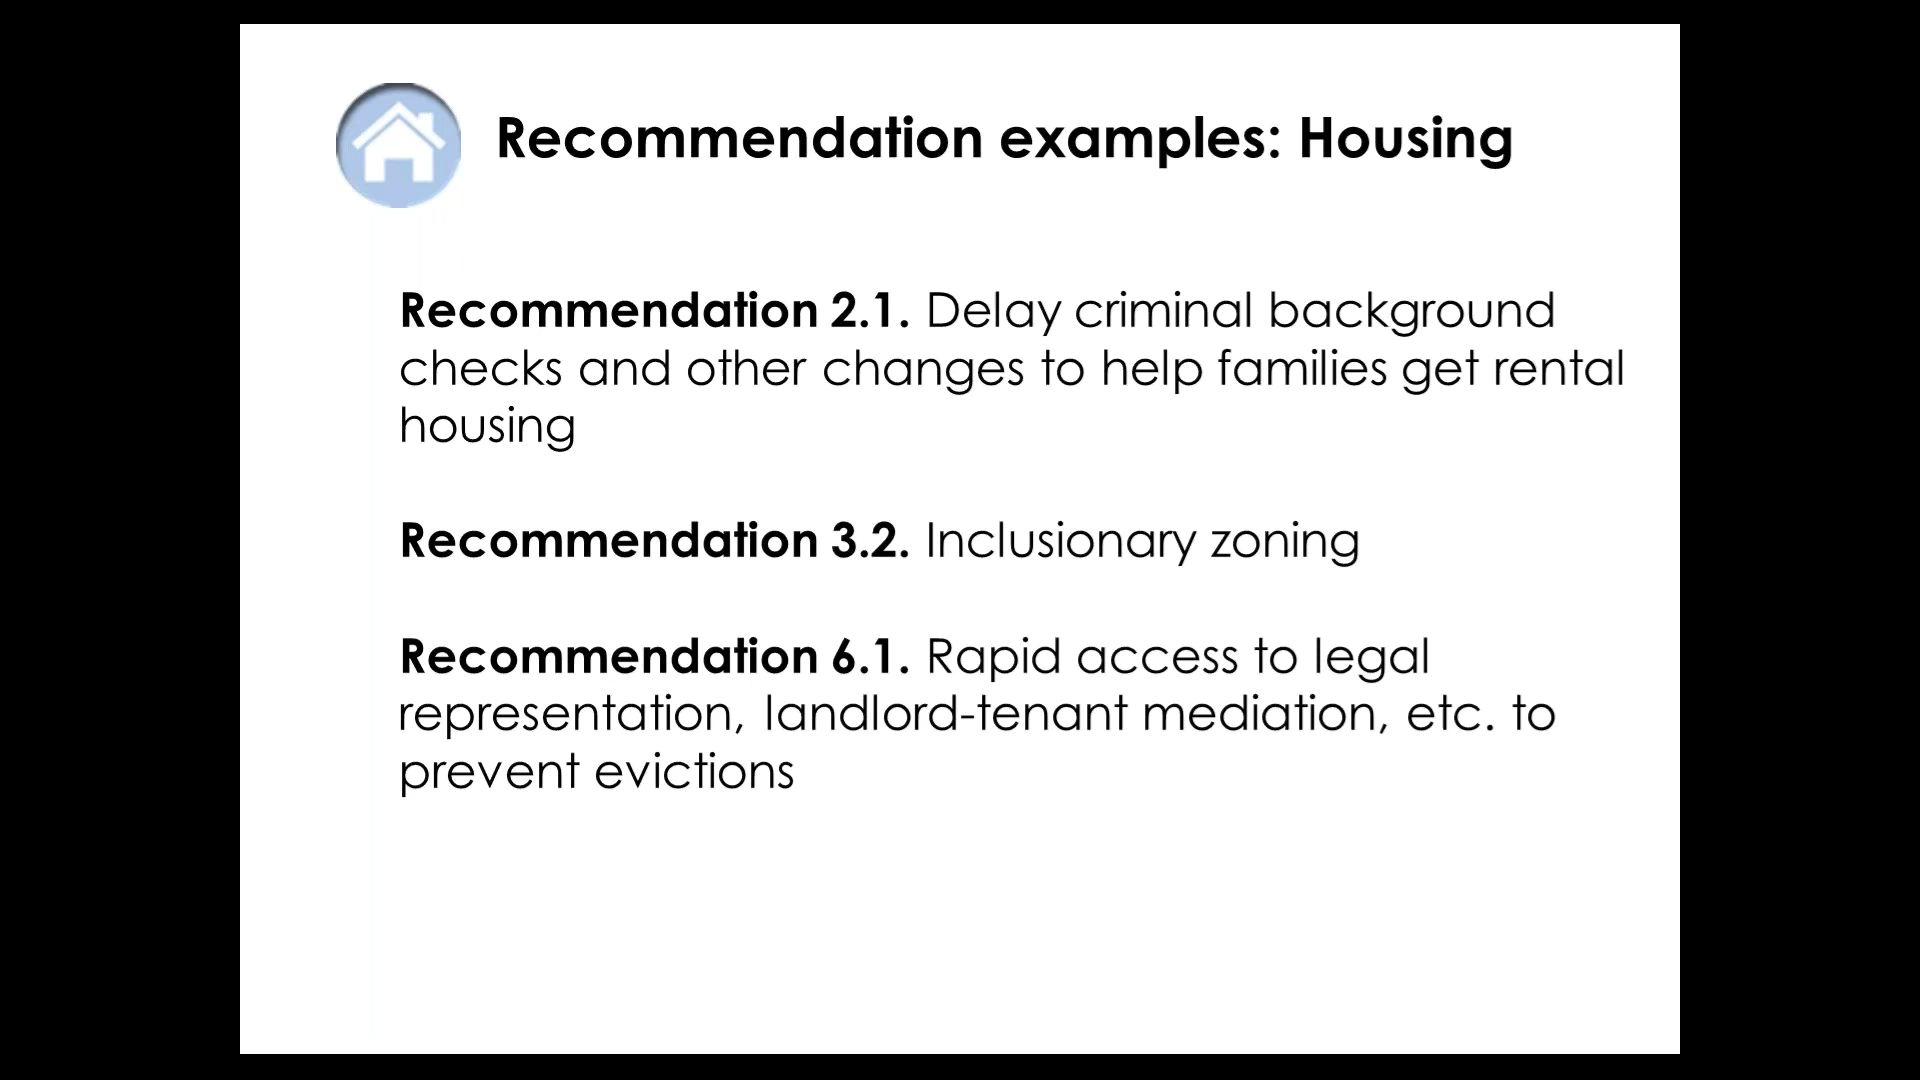 Recommendation examples: Housing
Recommendation 2.1. Delay criminal background
checks and other changes to help families get rental
housing
Recommendation 3.2. Inclusionary zoning
Recommendation 6.1. Rapid access to legal
representation, landlord-tenant mediation, etc. to
prevent evictions